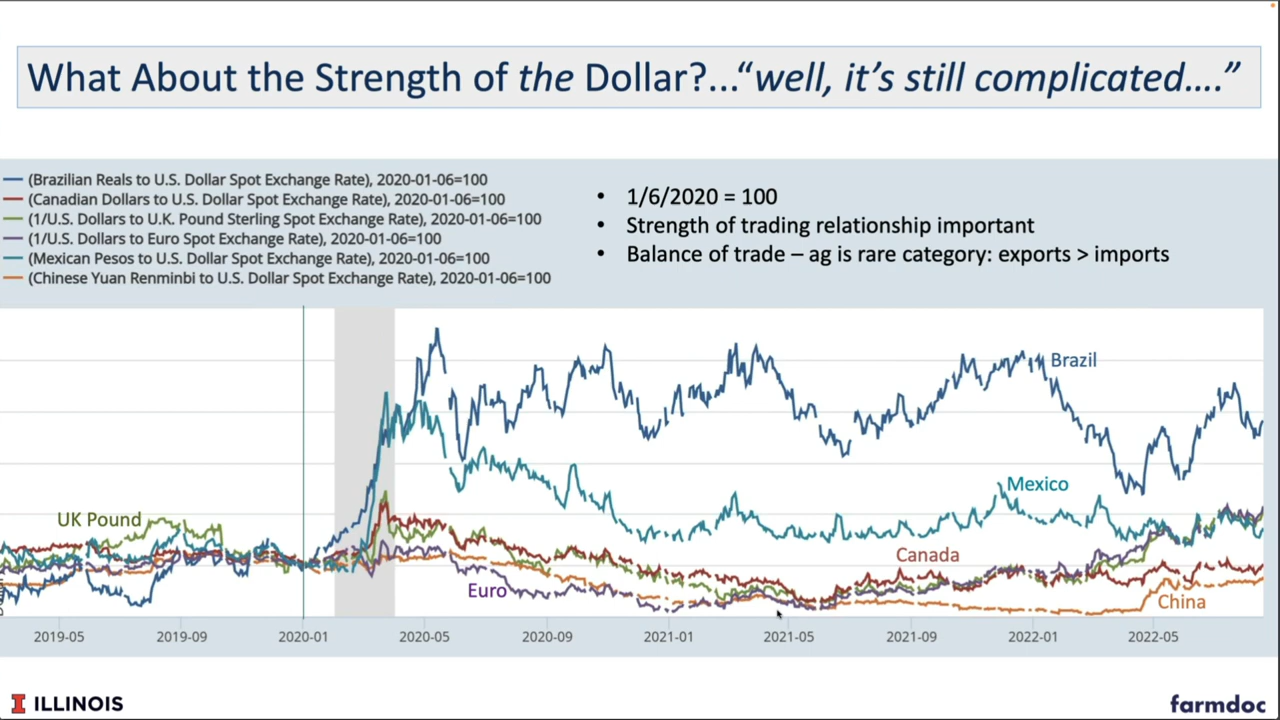 What About the Strength of the Dollar?...“well, it’s still complicated....”
(Brazilian Reals to U.S. Dollar Spot Exchange Rate), 2020-01-06=100
(Canadian Dollars to U.S. Dollar Spot Exchange Rate), 2020-01-06=100
(1/U.S. Dollars to U.K. Pound Sterling Spot Exchange Rate), 2020-01-06=100
(1/U.S. Dollars to Euro Spot Exchange Rate), 2020-01-06=100
(Mexican Pesos to U.S. Dollar Spot Exchange Rate), 2020-01-06=100
(Chinese Yuan Renminbi to U.S. Dollar Spot Exchange Rate), 2020-01-06=100
• 1/6/2020 = 100
• Strength of trading relationship important
• Balance of trade – ag is rare category: exports > imports
Brazil
Mexico
UK Pound
Canada
Euro
China
2019-05 2019-09 2020-01 2020-05 2020-09 2021-01 2021-05 2021-09 2022-01 2022-05
I ILLINOIS
farmdoc